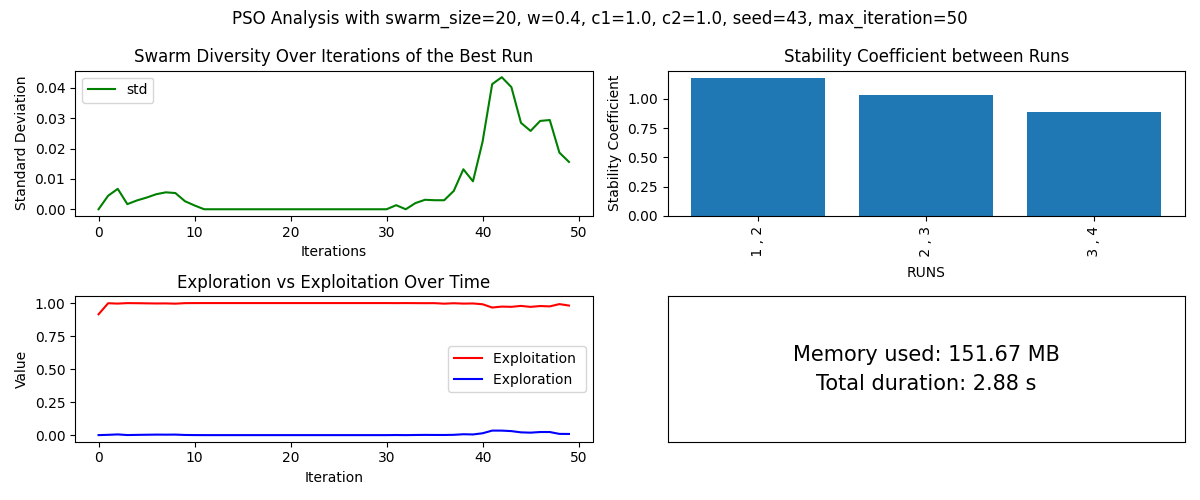 PSO Analysis with swarm_size=20, w=0.4, c1=1.0, c2=1.0, seed=43, max_iteration=50
Swarm Diversity Over Iterations of the Best Run
Standard Deviation
0.04
0.03
0.02
0.01
0.00
std
0 10 20 30 40 50
Iterations
Stability Coefficient between Runs
Stability Coefficient
1.00
0.75
0.50
0.25
0.00
1 , 2
2 , 3
3 , 4
RUNS
Exploration vs Exploitation Over Time
Value
1.00
0.75
0.50
0.25
0.00
Exploitation
Exploration
0 10 20 30 40 50
Iteration
Memory used: 151.67 MB
Total duration: 2.88 s